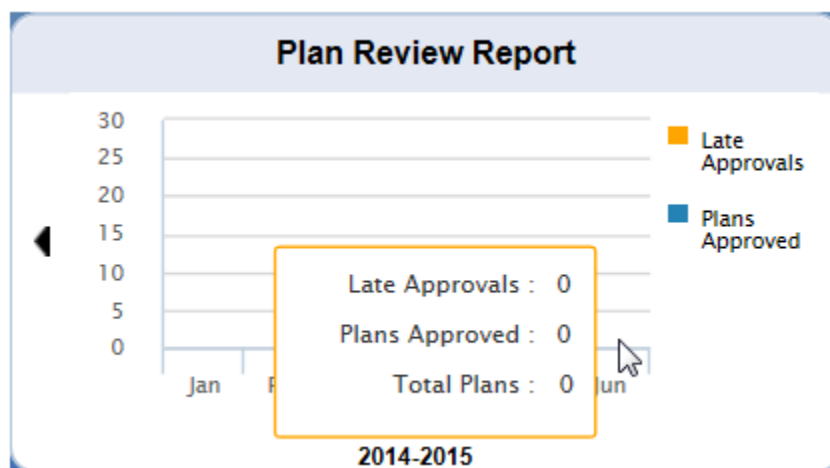 Plan Review Report
30
25
20
15
10
5
0
Late
Approvals
Plans
Approved
Late Approvals : 0
Plans Approved : 0
Total Plans : 0
Jan Jun
2014-2015